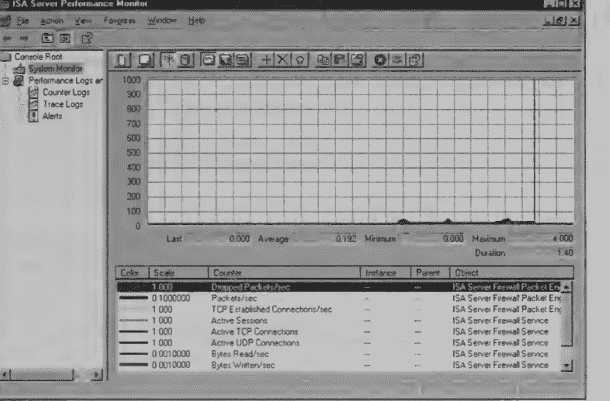 ISA Server Performance Monitor
File Action View Favorites Window Help
Console Root
System Monitor
Performance Logs ar
Counter Logs
Trace Logs
Alerts
1000
900
800
700
600
500
400
300
200
100
0
Last 0.000 Average 0.192 Minimum 0.000 Maximum 4.000
Duration 1:40
Color Scale Counter Instance Parent Object
1.000 Dropped Packets/sec --- --- ISA Server Firewall Packet Eng
0.1000000 Packets/sec --- --- ISA Server Firewall Packet Eng
1.000 TCP Established Connections/sec --- --- ISA Server Firewall Packet Eng
1.000 Active Sessions --- --- ISA Server Firewall Service
1.000 Active TCP Connections --- --- ISA Server Firewall Service
1.000 Active UDP Connections --- --- ISA Server Firewall Service
0.0010000 Bytes Read/sec --- --- ISA Server Firewall Service
0.0010000 Bytes Written/sec --- --- ISA Server Firewall Service